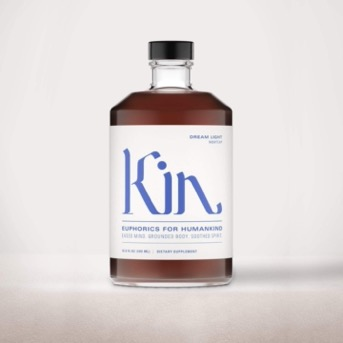 DREAM LIGHT
Kin
EUPHORICS FOR HUMANKIND
EASED MIND. GROUNDED BODY. SOOTHED SPIRIT.
DIETARY SUPPLEMENT